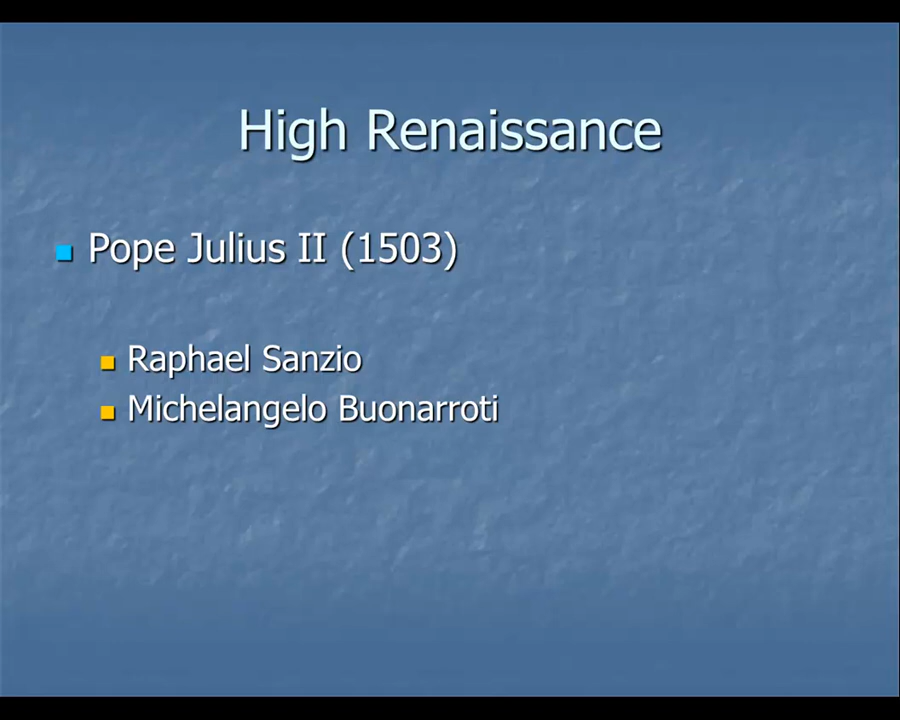 High Renaissance
Pope Julius II (1503)
Raphael Sanzio
Michelangelo Buonarroti